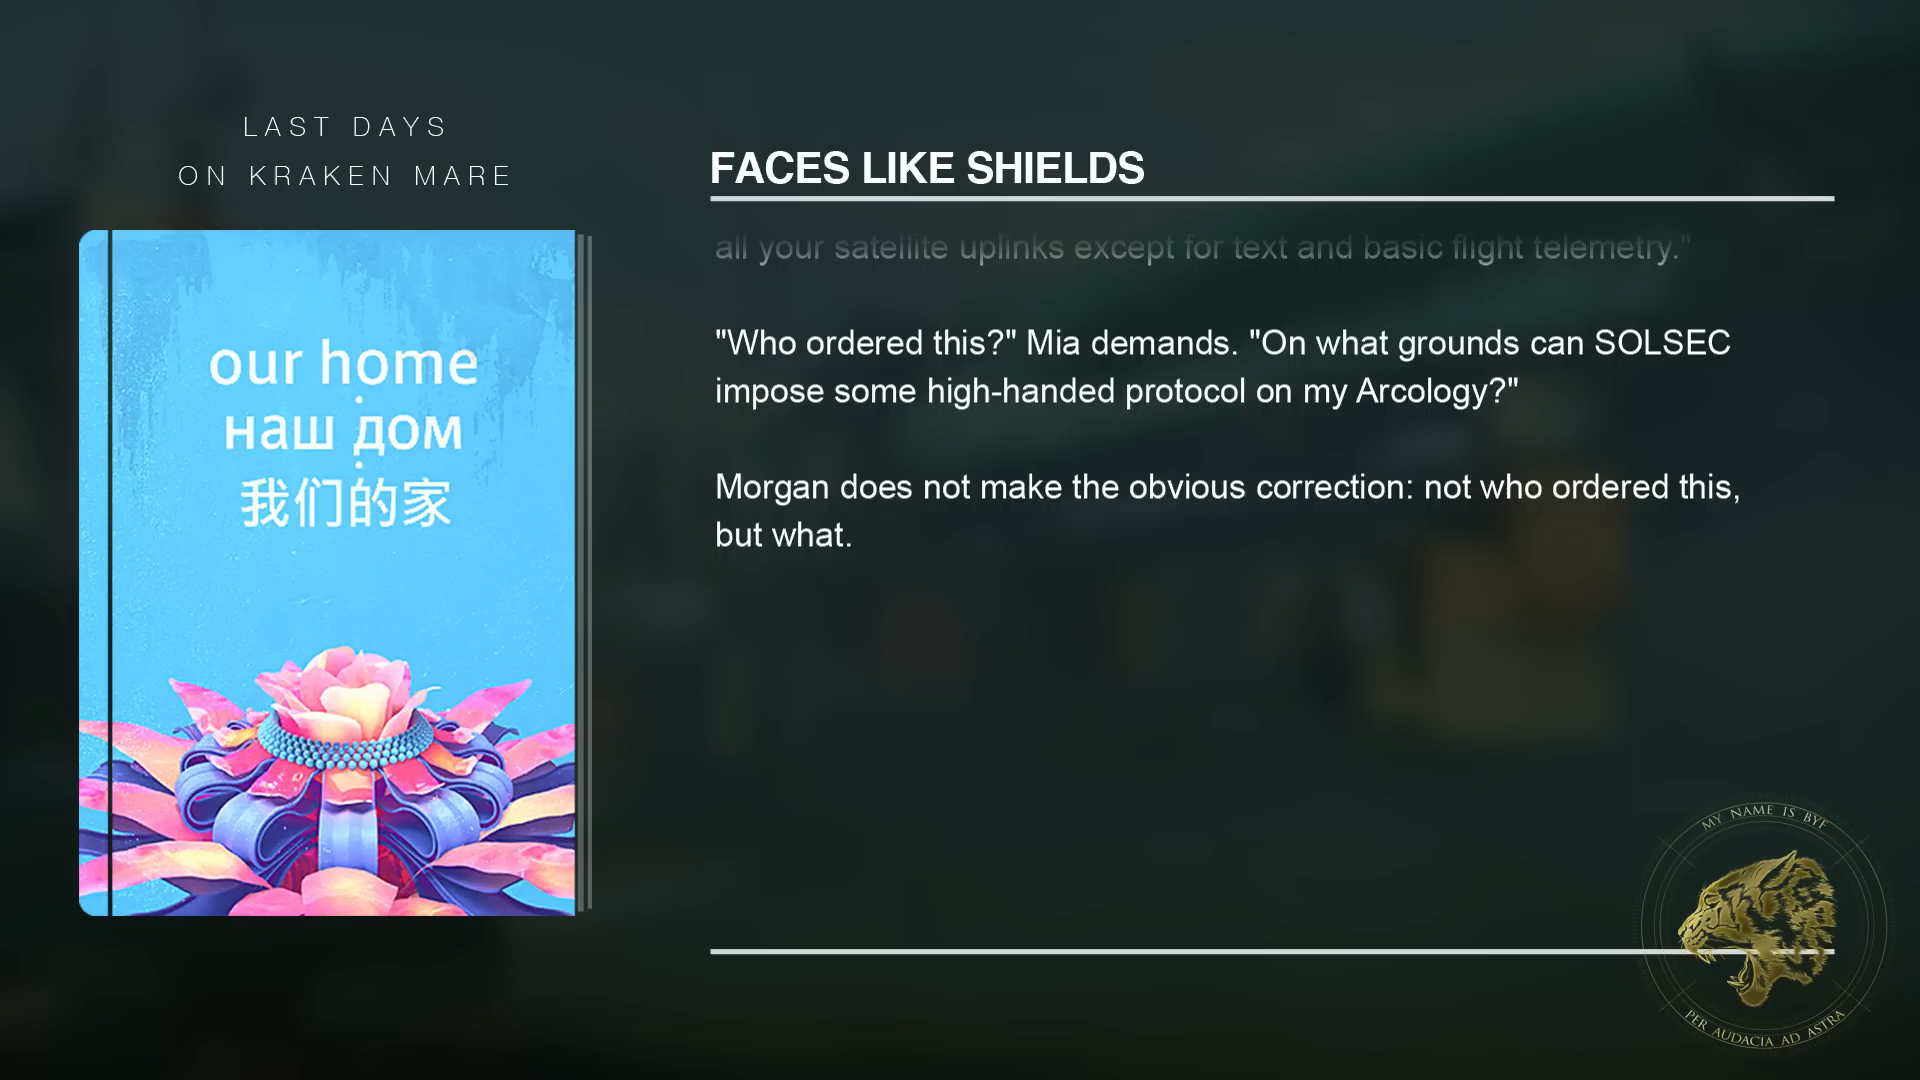 LAST DAYS
ON KRAKEN MARE
our home
наш дом
我们的家
FACES LIKE SHIELDS
all your satellite uplinks except for text and basic flight telemetry."
"Who ordered this?" Mia demands. "On what grounds can SOLSEC
impose some high-handed protocol on my Arcology?"
Morgan does not make the obvious correction: not who ordered this,
but what.
MY NAME IS BYF
PER AUDACIA AD ASTRA